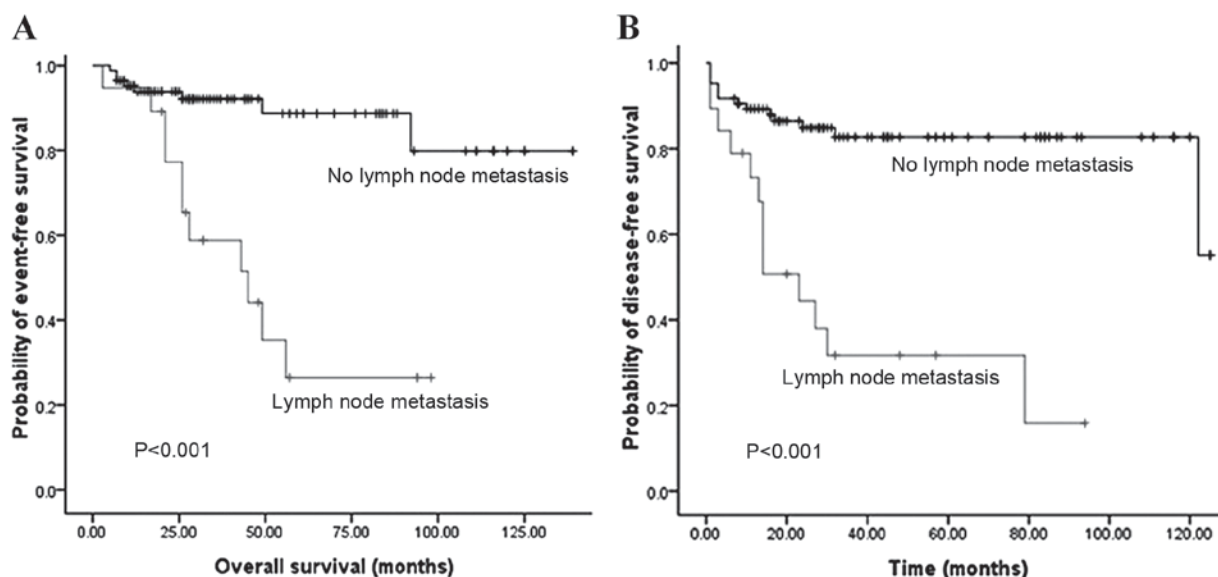 A
Probability of event-free survival
1.0
0.8
0.6
0.4
0.2
0.0
No lymph node metastasis
Lymph node metastasis
P<0.001
0.00 25.00 50.00 75.00 100.00 125.00
Overall survival (months)
B
Probability of disease-free survival
1.0
0.8
0.6
0.4
0.2
0.0
No lymph node metastasis
Lymph node metastasis
P<0.001
0.00 20.00 40.00 60.00 80.00 100.00 120.00
Time (months)